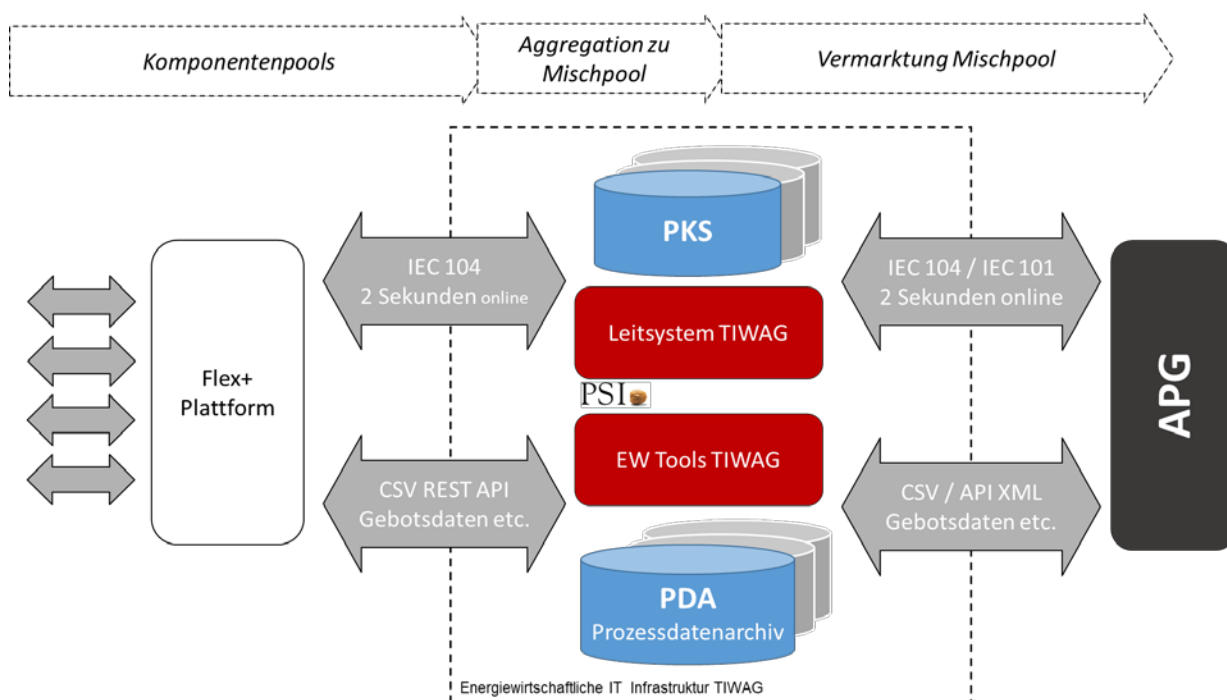 Komponentenpools
Aggregation zu
Mischpool
Vermarktung Mischpool
PKS
IEC 104
2 Sekunden online
IEC 104 / IEC 101
2 Sekunden online
Leitsystem TIWAG
Flex+
Plattform
PSI
APG
EW Tools TIWAG
CSV REST API
Gebotsdaten etc.
CSV / API XML
Gebotsdaten etc.
PDA
Prozessdatenarchiv
Energiewirtschaftliche IT Infrastruktur TIWAG